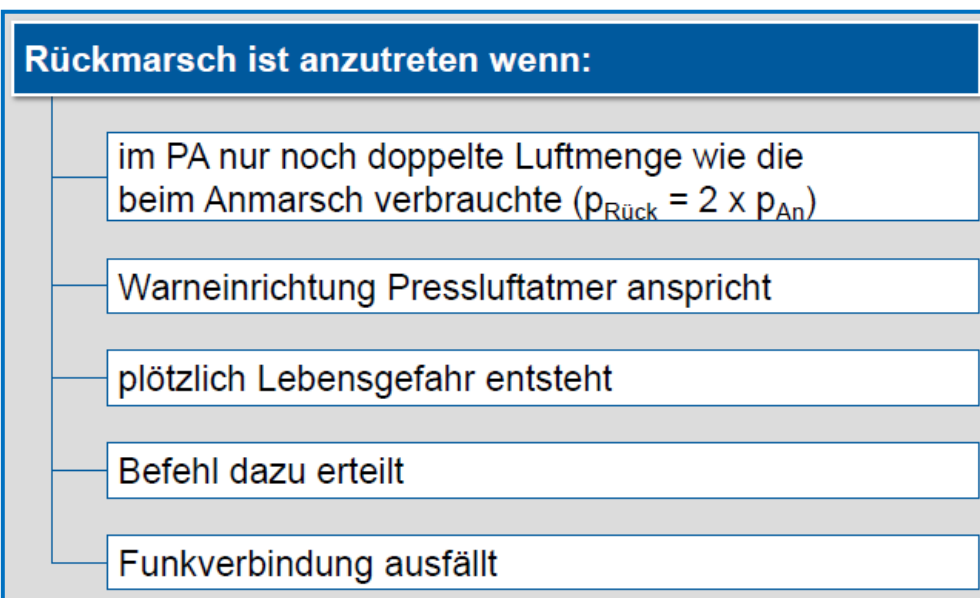 Rückmarsch ist anzutreten wenn:
im PA nur noch doppelte Luftmenge wie die
beim Anmarsch verbrauchte (pRück = 2 x pAn)
Warneinrichtung Pressluftatmer anspricht
plötzlich Lebensgefahr entsteht
Befehl dazu erteilt
Funkverbindung ausfällt